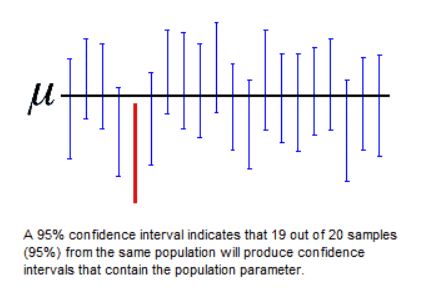 μ
A 95% confidence interval indicates that 19 out of 20 samples
(95%) from the same population will produce confidence
intervals that contain the population parameter.